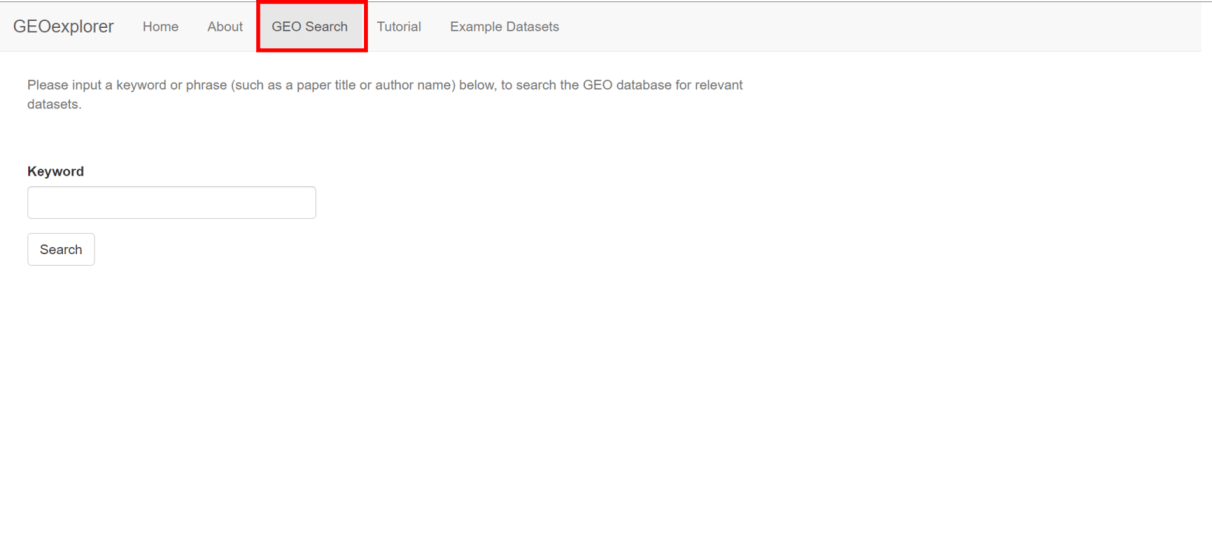 GEOexplorer Home About GEO Search Tutorial Example Datasets
Please input a keyword or phrase (such as a paper title or author name) below, to search the GEO database for relevant
datasets.
Keyword
Search